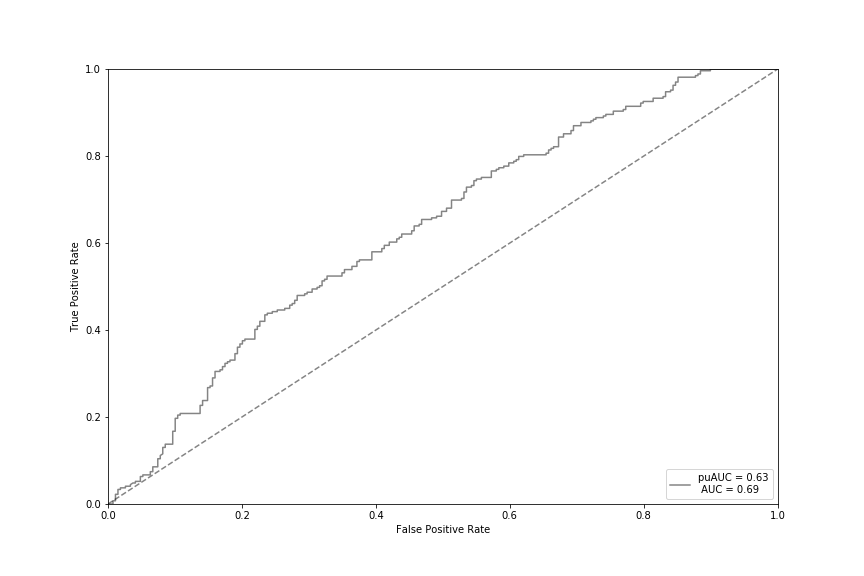 1.0
0.8
0.6
0.4
0.2
0.0
True Positive Rate
0.0 0.2 0.4 0.6 0.8 1.0
False Positive Rate
puAUC = 0.63
AUC = 0.69